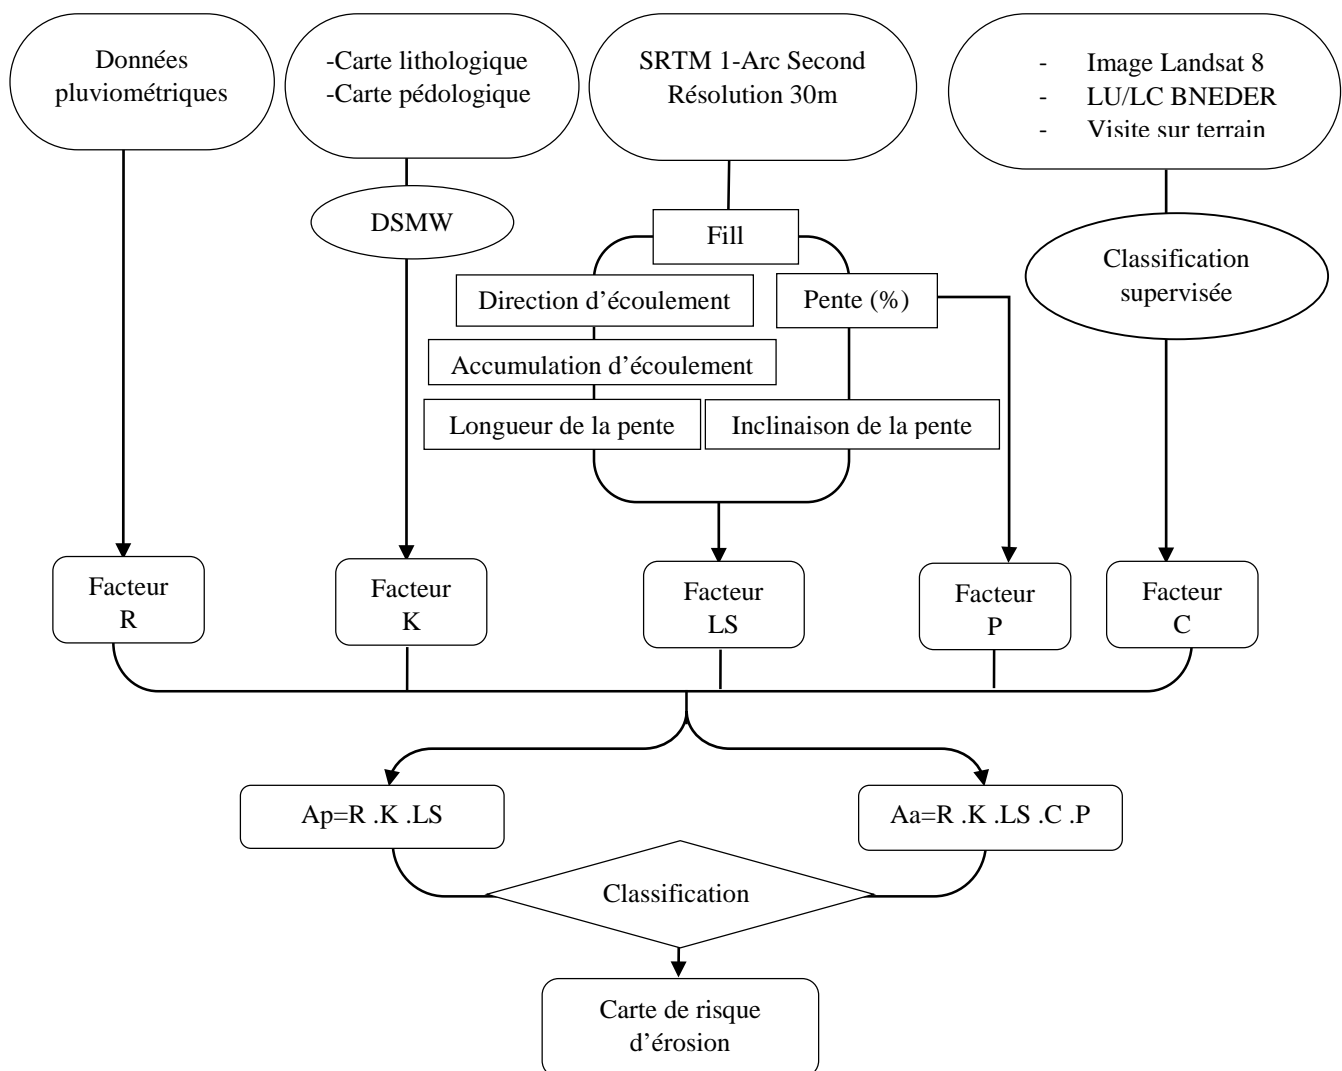 Données
pluviométriques
-Carte lithologique
-Carte pédologique
SRTM 1-Arc Second
Résolution 30m
- Image Landsat 8
- LU/LC BNEDER
- Visite sur terrain
DSMW
Fill
Classification
supervisée
Direction d'écoulement
Pente (%)
Accumulation d'écoulement
Longueur de la pente
Inclinaison de la pente
Facteur
R
Facteur
K
Facteur
LS
Facteur
P
Facteur
C
Ap=R .K .LS
Aa=R .K .LS .C .P
Classification
Carte de risque
d'érosion